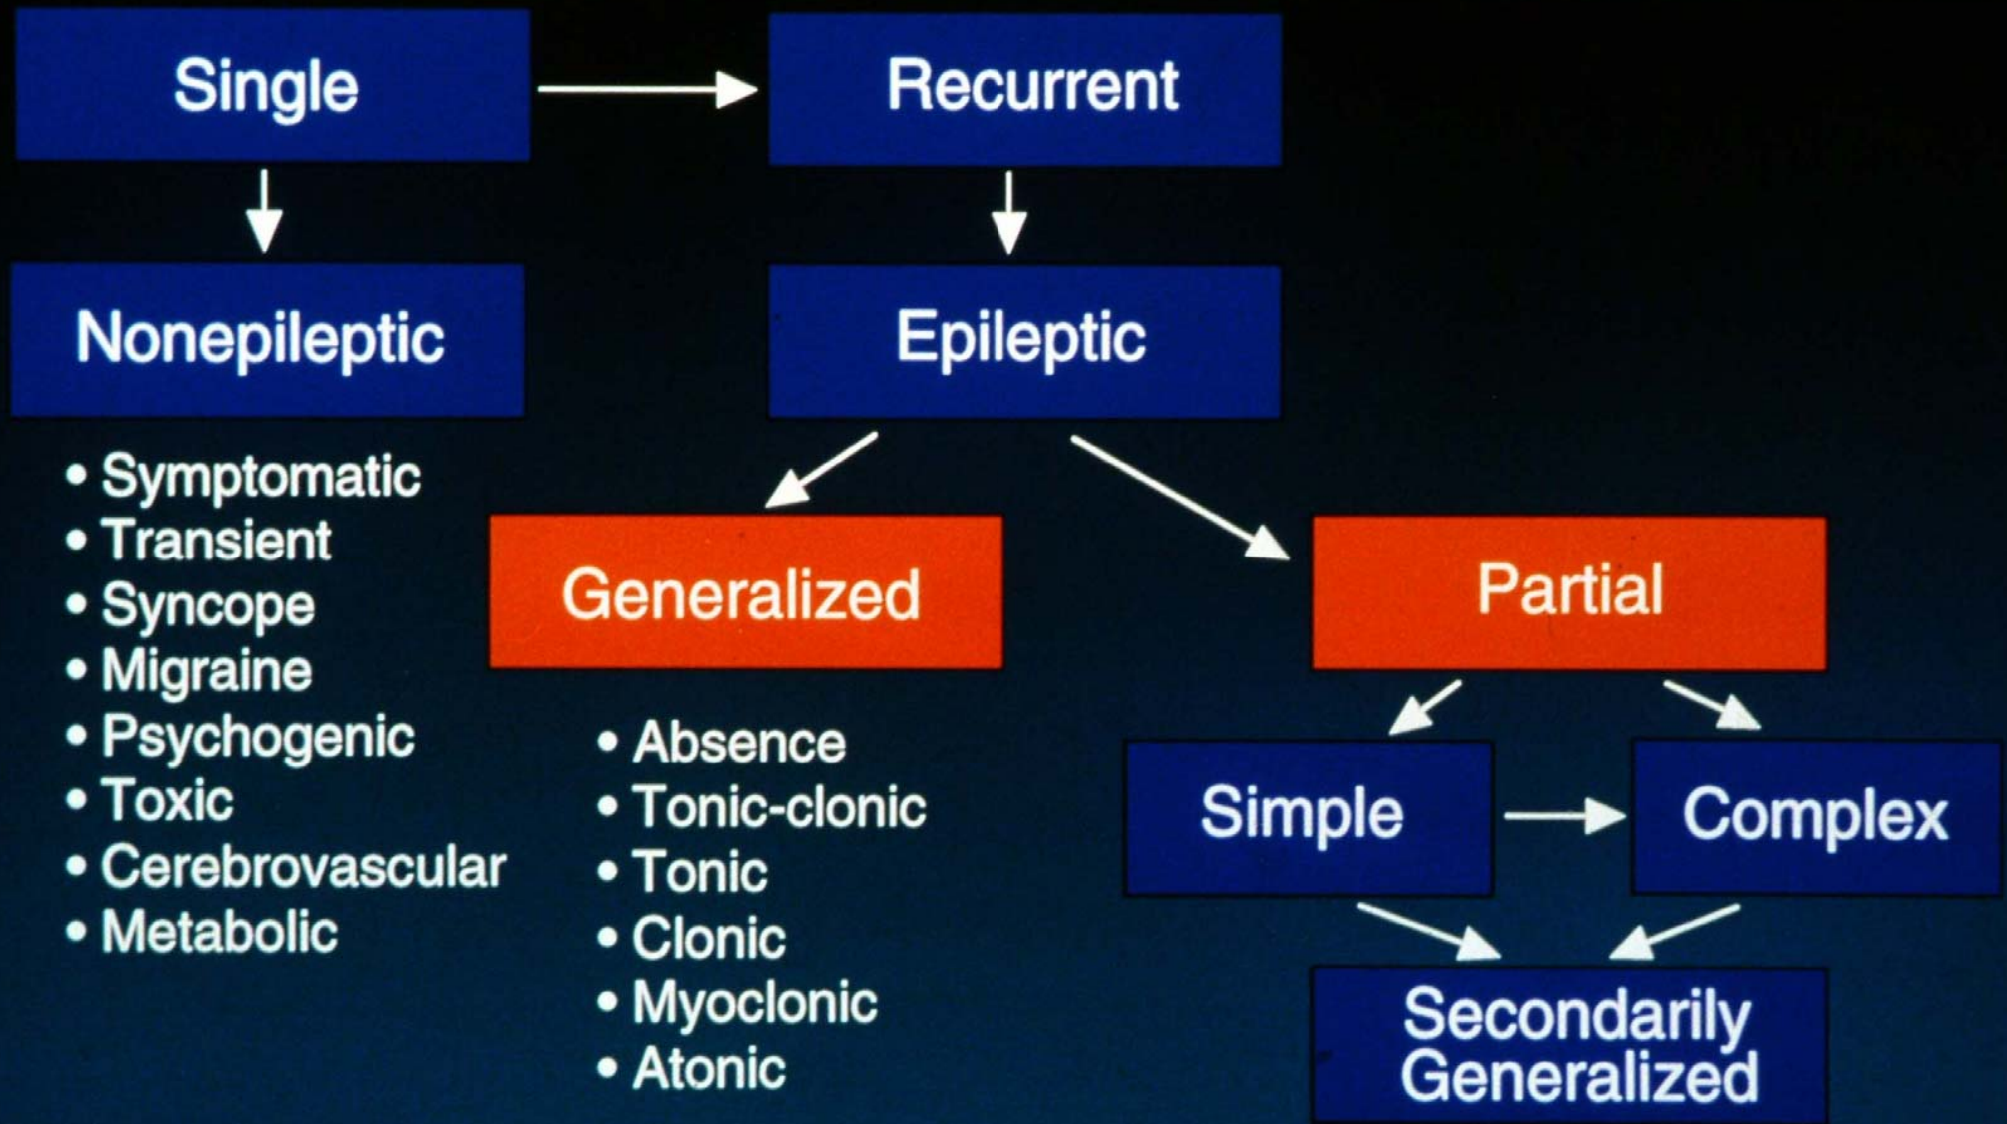 Single
Recurrent
Nonepileptic
Epileptic
• Symptomatic
• Transient
• Syncope
• Migraine
• Psychogenic
• Toxic
• Cerebrovascular
• Metabolic
Generalized
• Absence
• Tonic-clonic
• Tonic
• Clonic
• Myoclonic
• Atonic
Partial
Simple
Complex
Secondarily
Generalized